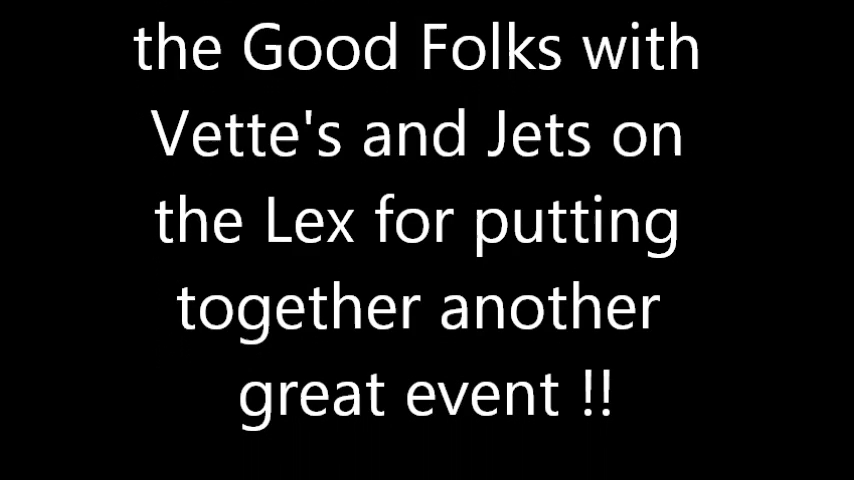 the Good Folks with
Vette's and Jets on
the Lex for putting
together another
great event !!